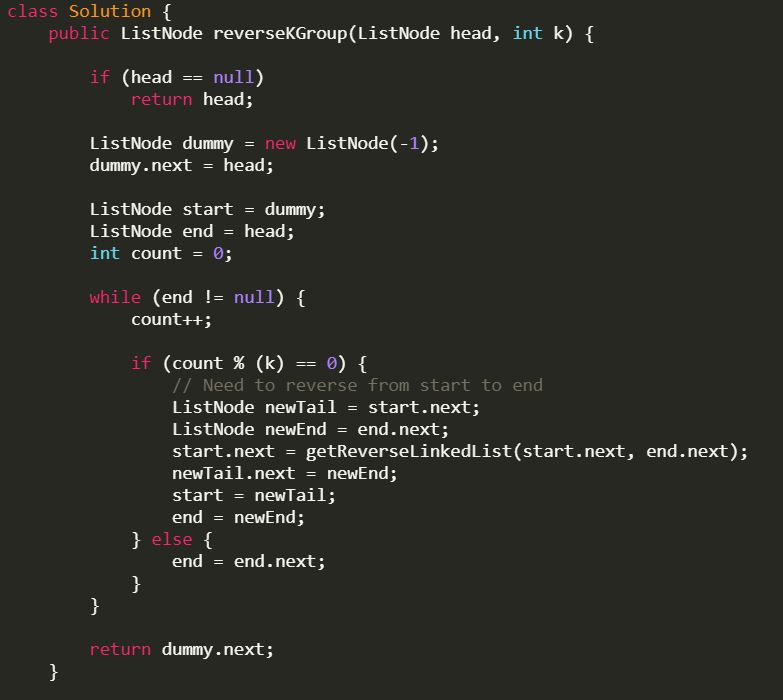 class Solution {
    public ListNode reverseKGroup(ListNode head, int k) {

        if (head == null)
            return head;

        ListNode dummy = new ListNode(-1);
        dummy.next = head;

        ListNode start = dummy;
        ListNode end = head;
        int count = 0;

        while (end != null) {
            count++;

            if (count % (k) == 0) {
                // Need to reverse from start to end
                ListNode newTail = start.next;
                ListNode newEnd = end.next;
                start.next = getReverseLinkedList(start.next, end.next);
                newTail.next = newEnd;
                start = newTail;
                end = newEnd;
            } else {
                end = end.next;
            }
        }

        return dummy.next;
    }